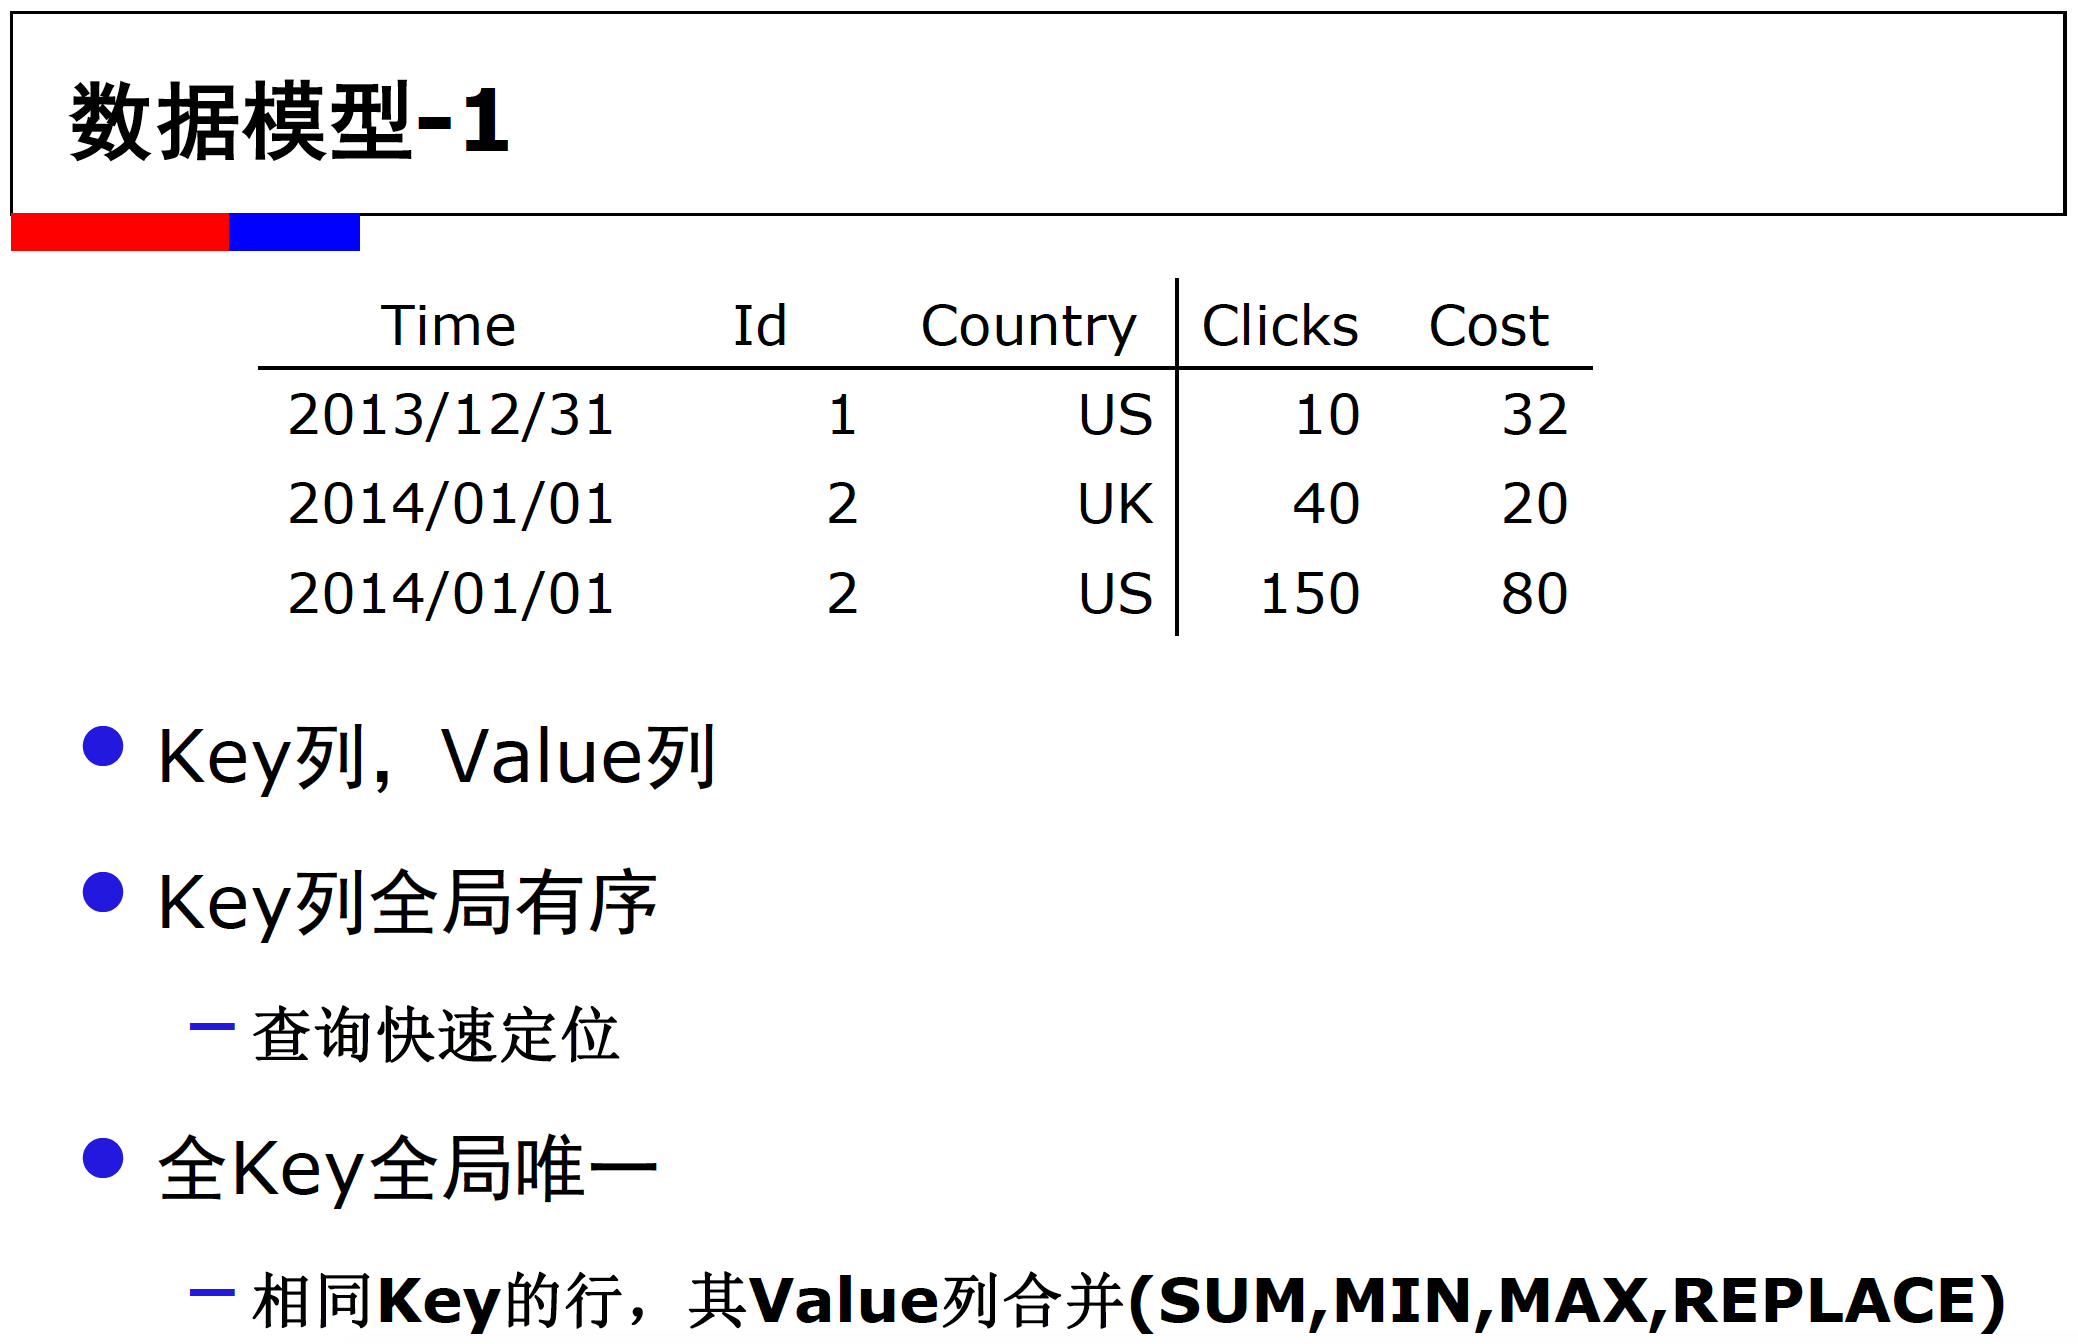 数据模型-1
Time Id Country Clicks Cost
2013/12/31 1 US 10 32
2014/01/01 2 UK 40 20
2014/01/01 2 US 150 80
Key列，Value列
Key列全局有序
查询快速定位
全Key全局唯一
相同Key的行，其Value列合并(SUM,MIN,MAX,REPLACE)